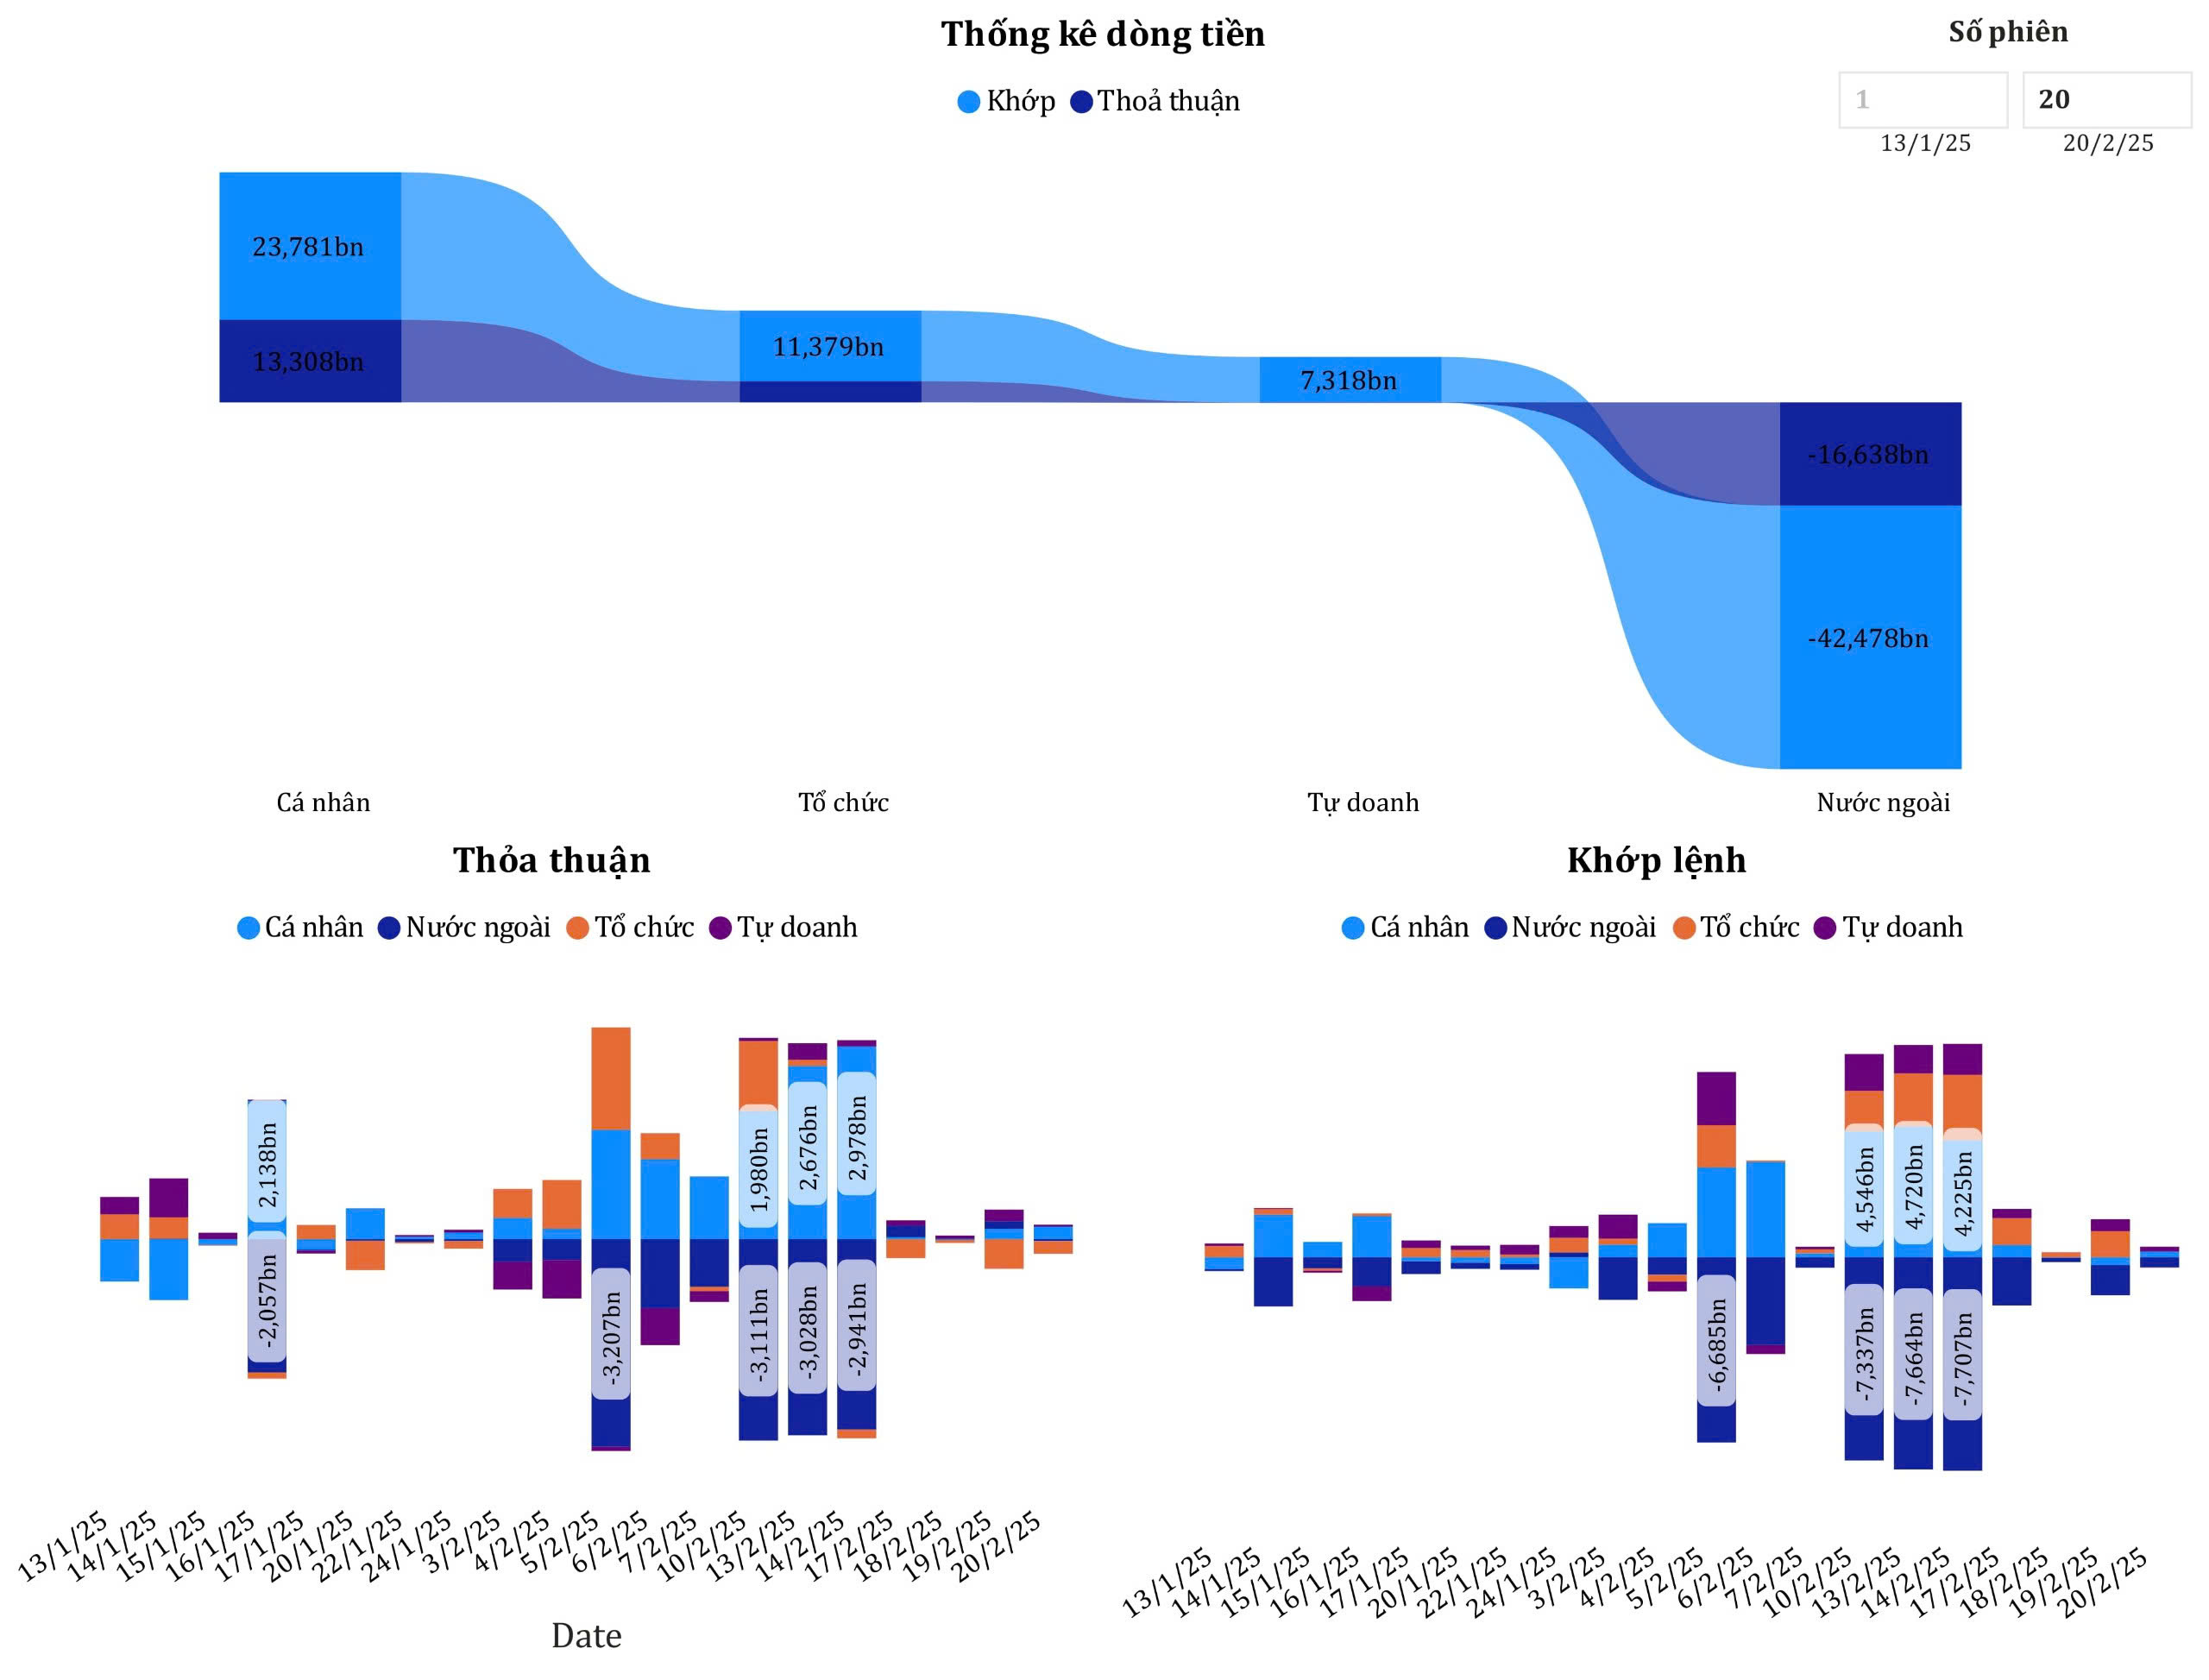 Thống kê dòng tiền
Khớp Thoả thuận
Số phiên
1 20
13/1/25 20/2/25
23,781bn
13,308bn
11,379bn
7,318bn
-16,638bn
-42,478bn
Cá nhân Tổ chức Tự doanh Nước ngoài
Thỏa thuận
Cá nhân Nước ngoài Tổ chức Tự doanh
2,138bn
-2,057bn
-3,207bn
1,980bn
-3,111bn
2,676bn
-3,028bn
2,978bn
-2,941bn
13/1/25
14/1/25
15/1/25
16/1/25
17/1/25
20/1/25
22/1/25
24/1/25
3/2/25
4/2/25
5/2/25
6/2/25
7/2/25
10/2/25
13/2/25
14/2/25
17/2/25
18/2/25
19/2/25
20/2/25
Date
Khớp lệnh
Cá nhân Nước ngoài Tổ chức Tự doanh
-6,685bn
4,546bn
-7,337bn
4,720bn
-7,664bn
4,225bn
-7,707bn
13/1/25
14/1/25
15/1/25
16/1/25
17/1/25
20/1/25
22/1/25
24/1/25
3/2/25
4/2/25
5/2/25
6/2/25
7/2/25
10/2/25
13/2/25
14/2/25
17/2/25
18/2/25
19/2/25
20/2/25